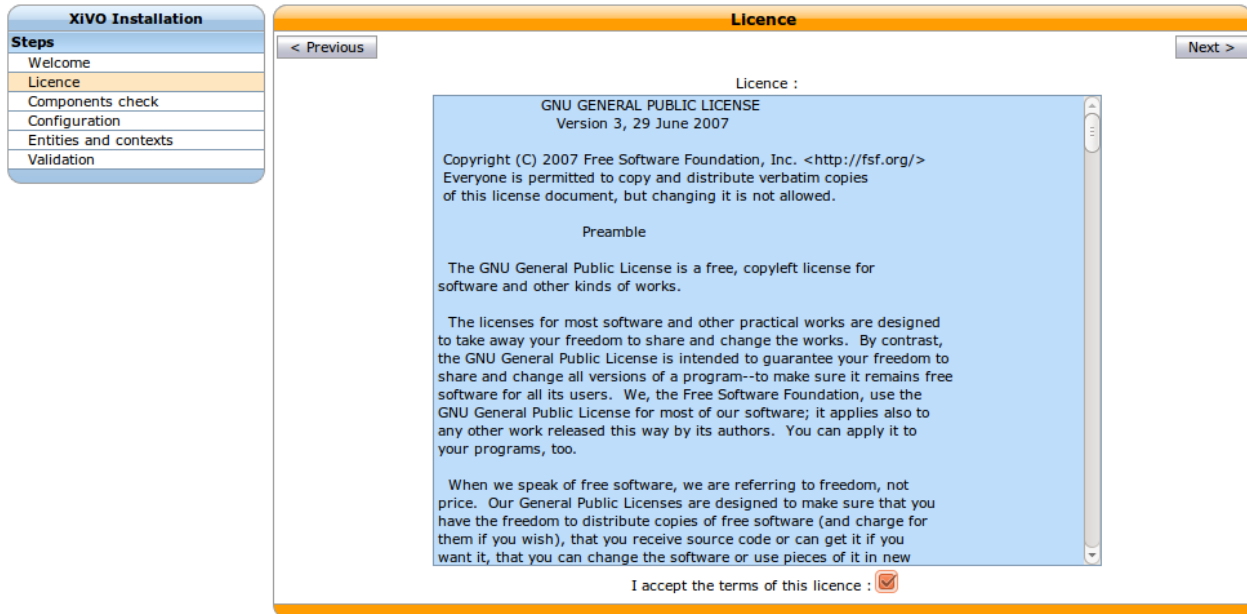 XiVO Installation
Steps
Welcome
Licence
Components check
Configuration
Entities and contexts
Validation
Licence
< Previous
Next >
Licence :
GNU GENERAL PUBLIC LICENSE
Version 3, 29 June 2007
Copyright (C) 2007 Free Software Foundation, Inc. <http://fsf.org/>
Everyone is permitted to copy and distribute verbatim copies
of this license document, but changing it is not allowed.
Preamble
The GNU General Public License is a free, copyleft license for
software and other kinds of works.
The licenses for most software and other practical works are designed
to take away your freedom to share and change the works.  By contrast,
the GNU General Public License is intended to guarantee your freedom to
share and change all versions of a program--to make sure it remains free
software for all its users.  We, the Free Software Foundation, use the
GNU General Public License for most of our software; it applies also to
any other work released this way by its authors.  You can apply it to
your programs, too.
When we speak of free software, we are referring to freedom, not
price.  Our General Public Licenses are designed to make sure that you
have the freedom to distribute copies of free software (and charge for
them if you wish), that you receive source code or can get it if you
want it, that you can change the software or use pieces of it in new
I accept the terms of this licence :